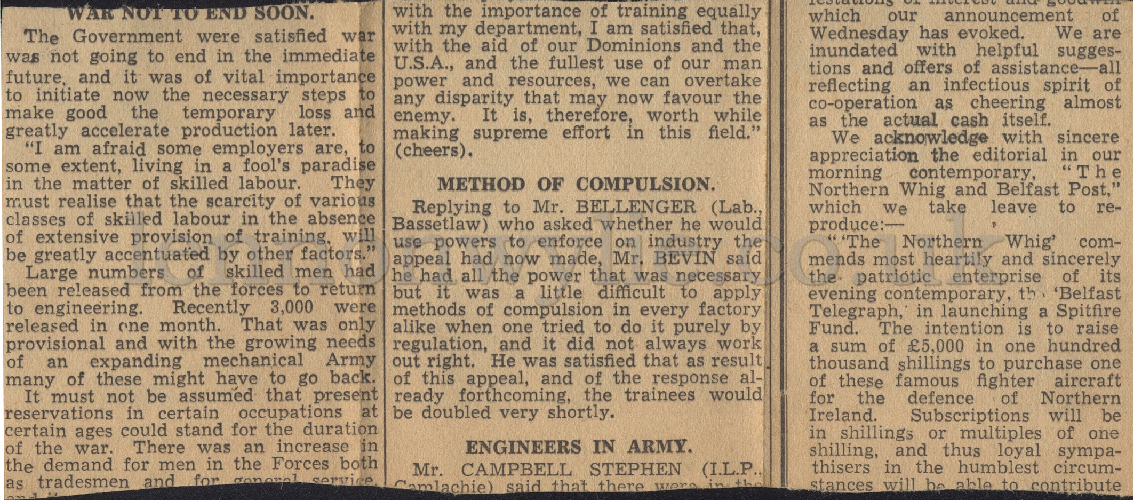 WAR NOT TO END SOON.
The Government were satisfied war
was not going to end in the immediate
future, and it was of vital importance
to initiate now the necessary steps to
make good the temporary loss and
greatly accelerate production later.
"I am afraid some employers are, to
some extent, living in a fool's paradise
in the matter of skilled labour. They
must realise that the scarcity of various
classes of skilled labour in the absence
of extensive provision of training, will
be greatly accentuated by other factors."
Large numbers of skilled men had
been released from the forces to return
to engineering. Recently 3,000 were
released in one month. That was only
provisional and with the growing needs
of an expanding mechanical Army
many of these might have to go back.
It must not be assumed that present
reservations in certain occupations at
certain ages could stand for the duration
of the war. There was an increase in
the demand for men in the Forces both
as tradesmen and for general service,
with the importance of training equally
with my department, I am satisfied that,
with the aid of our Dominions and the
U.S.A., and the fullest use of our man
power and resources, we can overtake
any disparity that may now favour the
enemy. It is, therefore, worth while
making supreme effort in this field."
(cheers).
METHOD OF COMPULSION.
Replying to Mr. BELLENGER (Lab.,
Bassetlaw) who asked whether he would
use powers to enforce on industry the
appeal had now made, Mr. BEVIN said
he had all the power that was necessary
but it was a little difficult to apply
methods of compulsion in every factory
alike when one tried to do it purely by
regulation, and it did not always work
out right. He was satisfied that as result
of this appeal, and of the response al-
ready forthcoming, the trainees would
be doubled very shortly.
ENGINEERS IN ARMY.
Mr. CAMPBELL STEPHEN (I.L.P.,
Camlachie) said that there were in the
which our announcement of
Wednesday has evoked. We are
inundated with helpful sugges-
tions and offers of assistance—all
reflecting an infectious spirit of
co-operation as cheering almost
as the actual cash itself.
We acknowledge with sincere
appreciation the editorial in our
morning contemporary, "The
Northern Whig and Belfast Post,"
which we take leave to re-
produce:—
"'The Northern Whig' com-
mends most heartily and sincerely
the patriotic enterprise of its
evening contemporary, the 'Belfast
Telegraph,' in launching a Spitfire
Fund. The intention is to raise
a sum of £5,000 in one hundred
thousand shillings to purchase one
of these famous fighter aircraft
for the defence of Northern
Ireland. Subscriptions will be
in shillings or multiples of one
shilling, and thus loyal sympa-
thisers in the humblest circum-
stances will be able to contribute